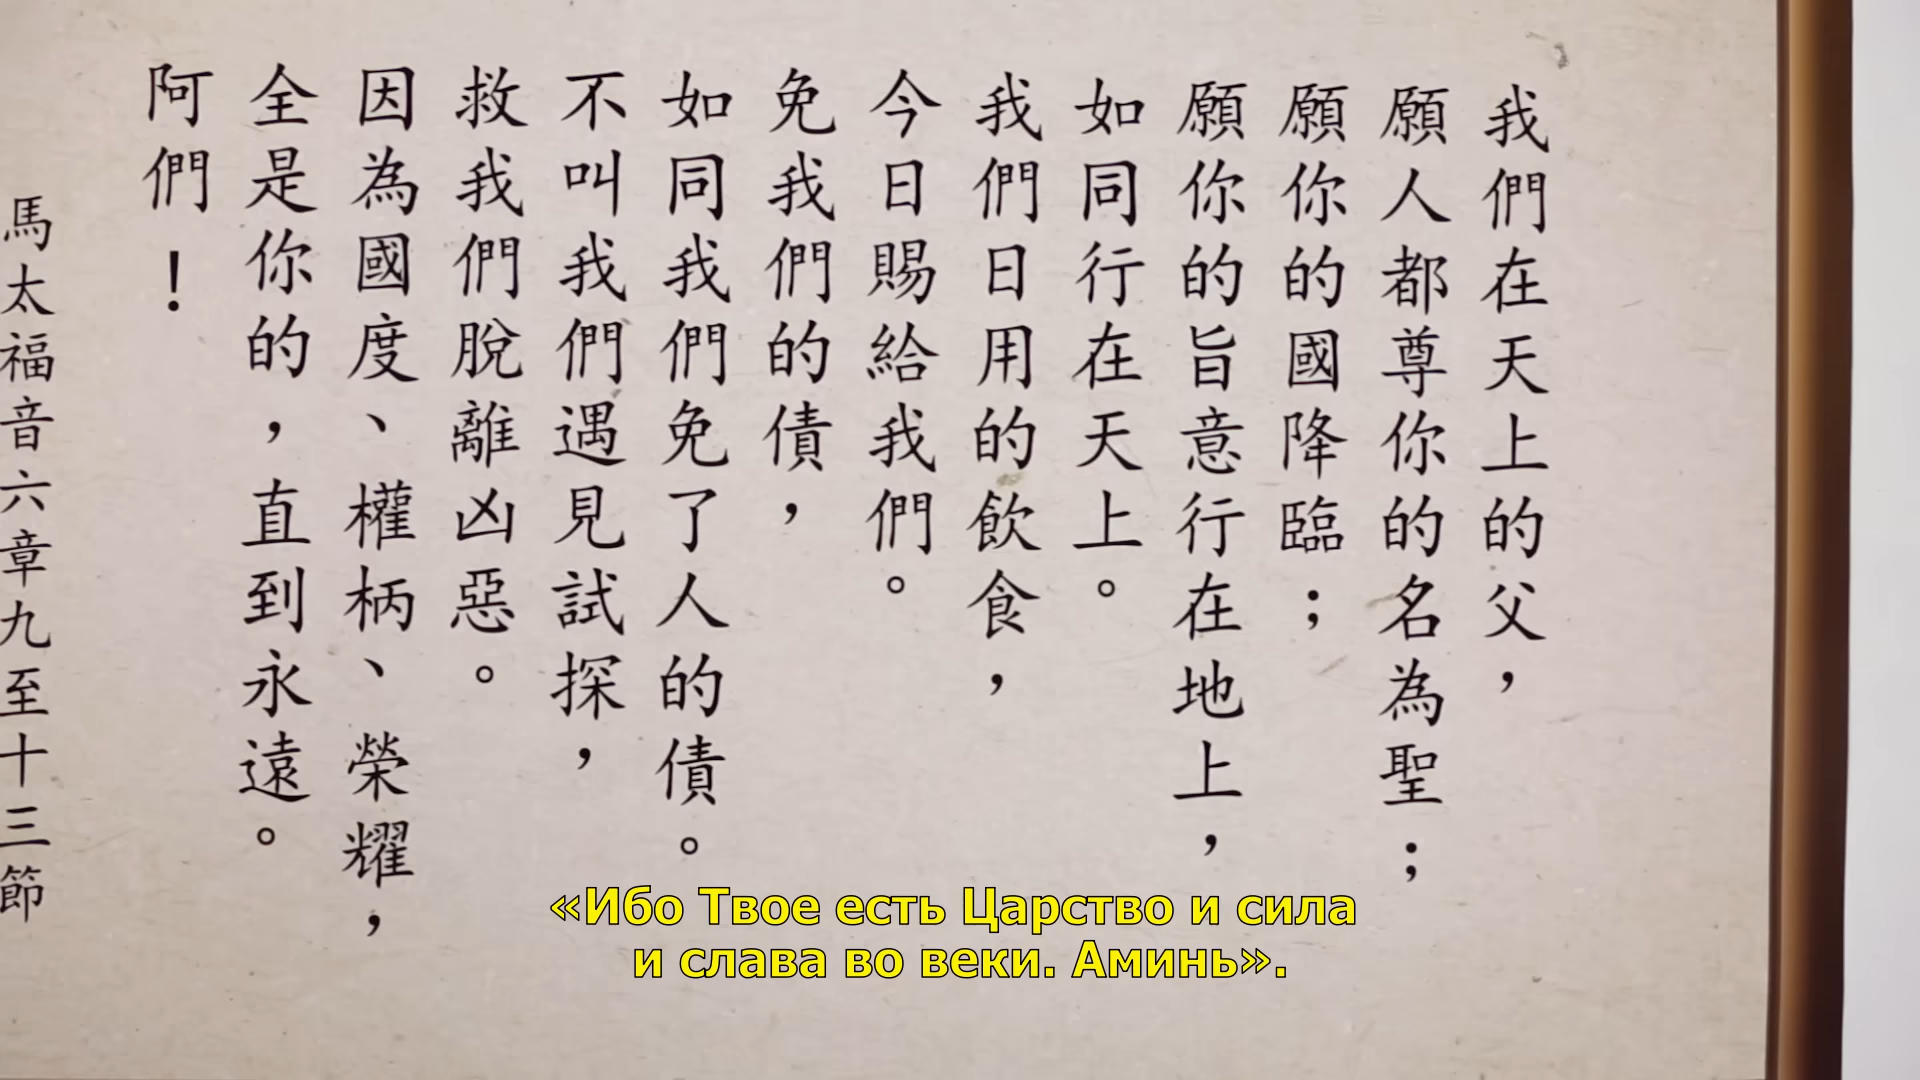 我們在天上的父，
願人都尊你的名為聖；
願你的國降臨；
願你的旨意行在地上，
如同行在天上。
我們日用的飲食，
今日賜給我們。
免我們的債，
如同我們免了人的債。
不叫我們遇見試探，
救我們脫離凶惡。
因為國度、權柄、榮耀，
全是你的，直到永遠。
阿們！
馬太福音六章九至十三節
«Ибо Твое есть Царство и сила
и слава во веки. Аминь».